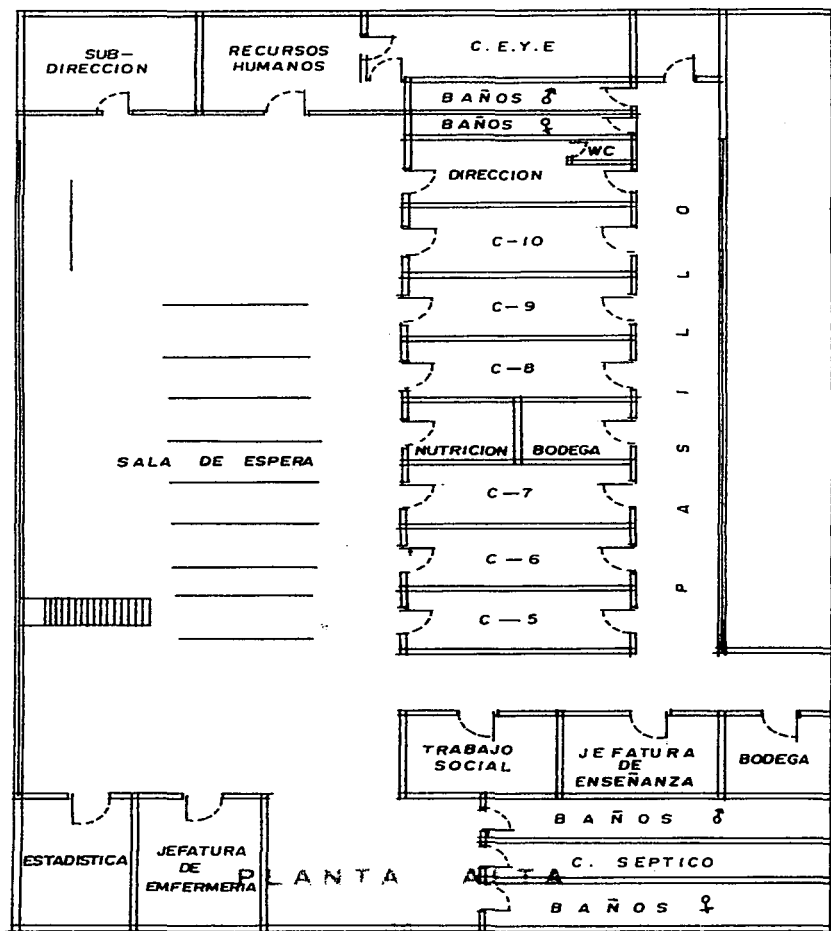 SUB-
DIRECCION
RECURSOS
HUMANOS
C.E.Y.E
BAÑOS ♂
BAÑOS ♀
WC
DIRECCION
C-10
C-9
C-8
NUTRICION
BODEGA
SALA DE ESPERA
C-7
C-6
C-5
PASILLO
TRABAJO
SOCIAL
JEFATURA
DE
ENSEÑANZA
BODEGA
BAÑOS ♂
C. SEPTICO
BAÑOS ♀
ESTADISTICA
JEFATURA
DE
EMFERMERIA
PLANTA ALTA